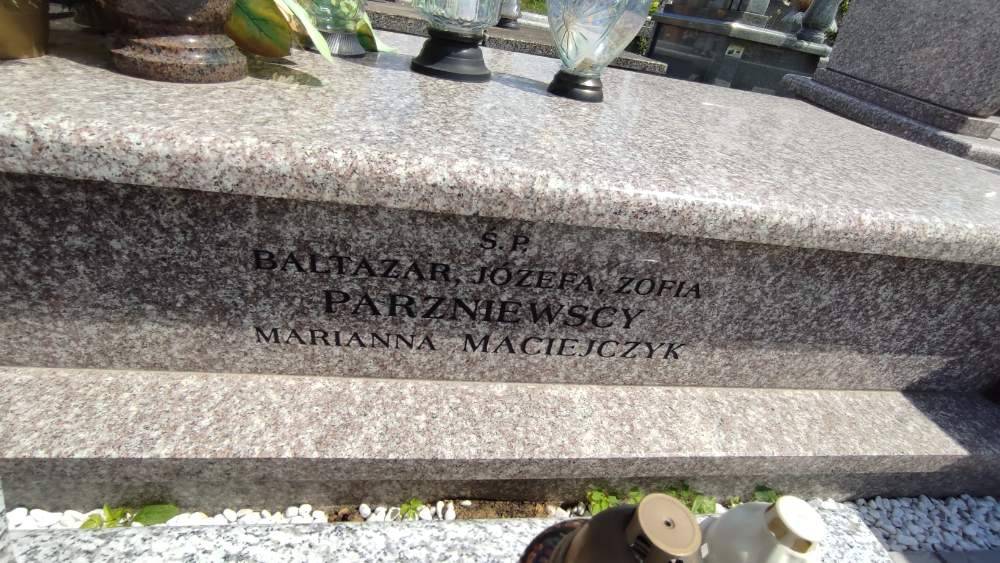 Ś. P.
BALTAZAR, JÓZEFA, ZOFIA
PARZNIEWSCY
MARIANNA MACIEJCZYK